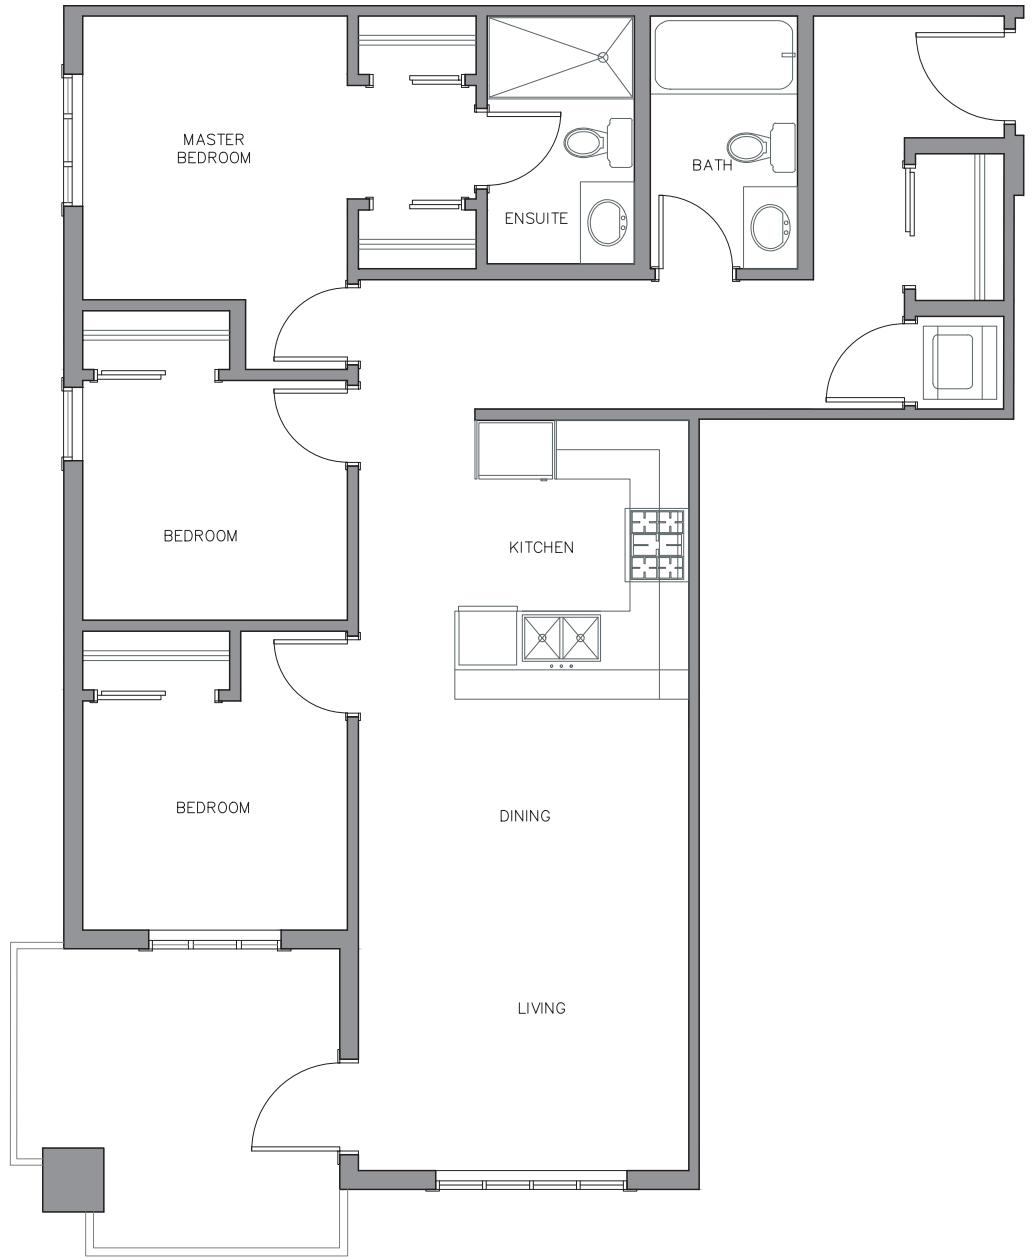 MASTER
BEDROOM
BATH
ENSUITE
BEDROOM
KITCHEN
BEDROOM
DINING
LIVING